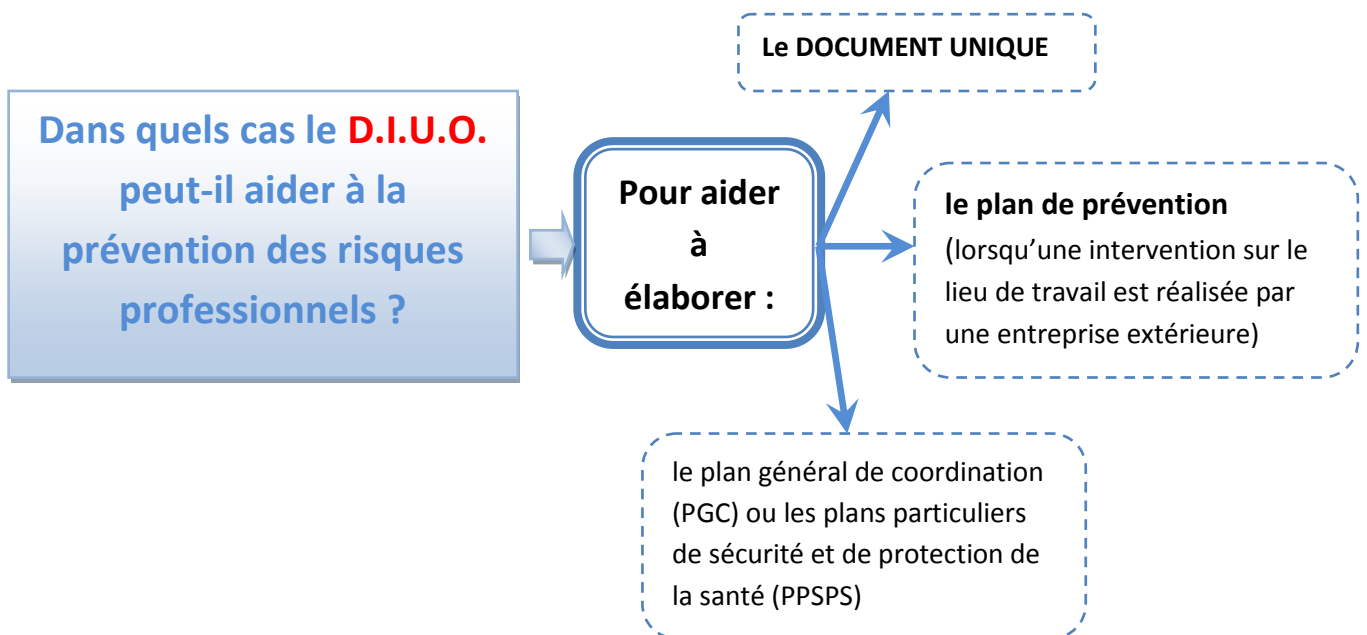 Le DOCUMENT UNIQUE
Dans quels cas le D.I.U.O.
peut-il aider à la
prévention des risques
professionnels ?
Pour aider
à
élaborer :
le plan de prévention
(lorsqu’une intervention sur le
lieu de travail est réalisée par
une entreprise extérieure)
le plan général de coordination
(PGC) ou les plans particuliers
de sécurité et de protection de
la santé (PPSPS)